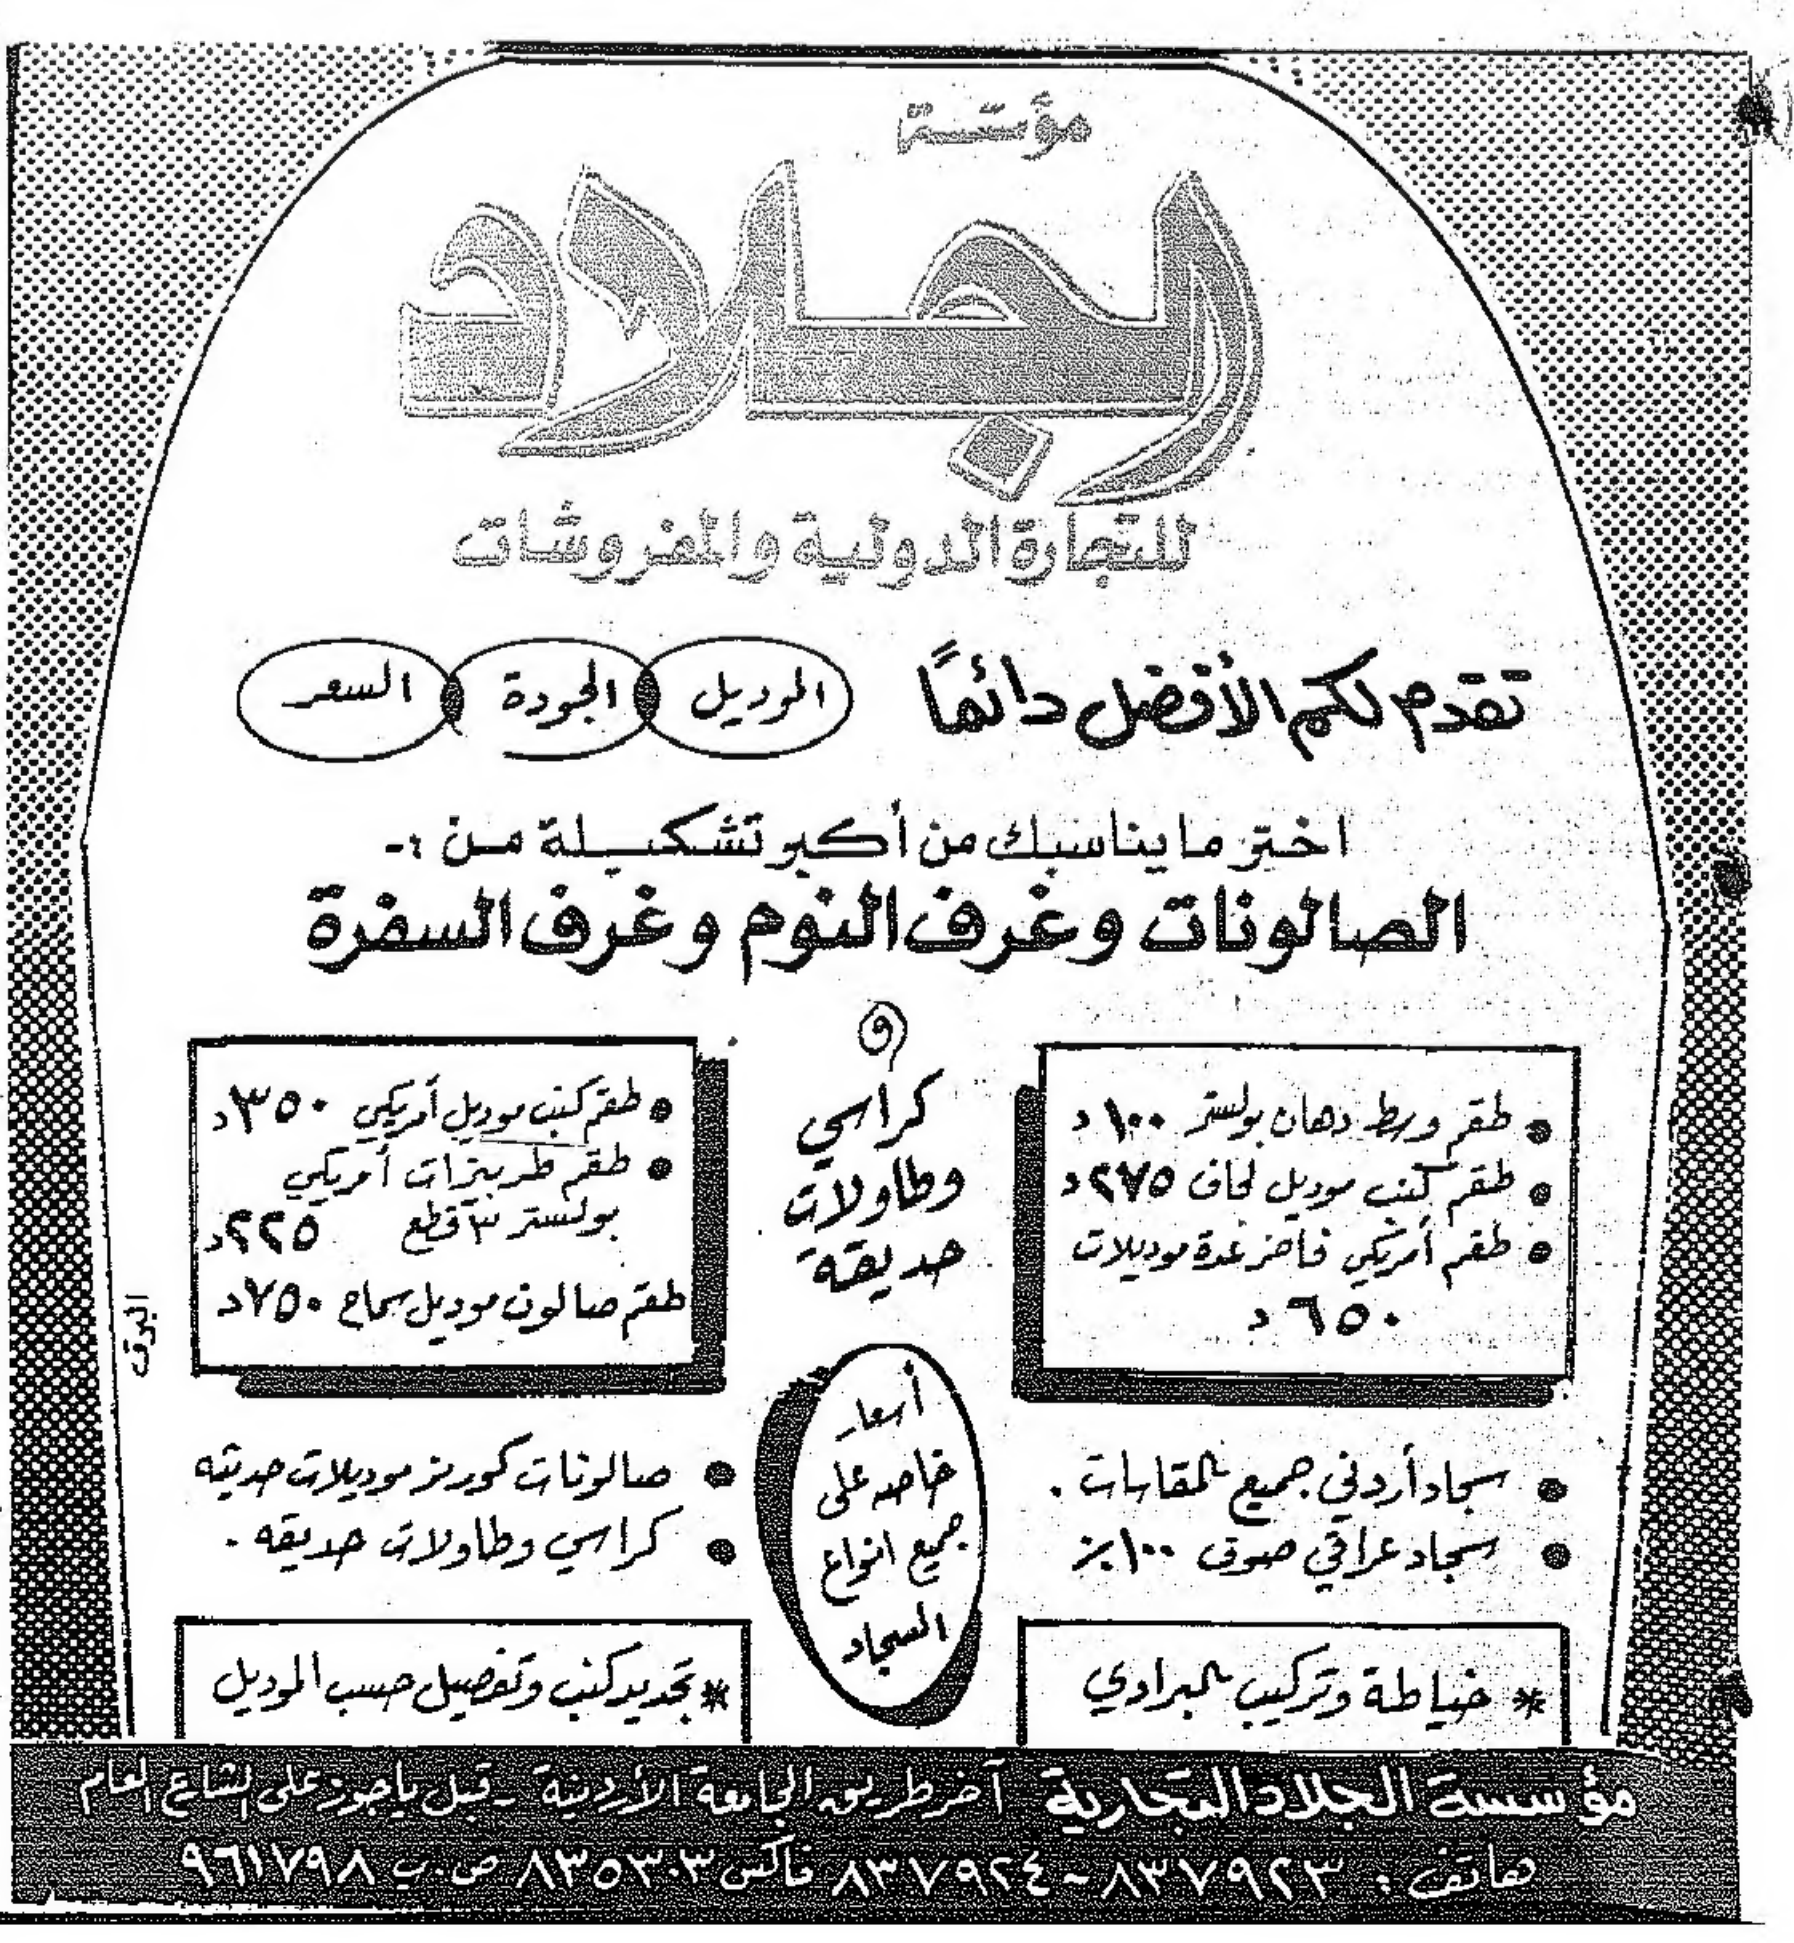 مؤسسة
الجلاد
للتجارة الدولية والمفروشات
تقدم لكم الأفضل دائماً
الموديل الجودة السعر
اختر ما يناسبك من أكبر تشكيلة من :-
الصالونات وغرف النوم وغرف السفرة
• طقم وسط دهان بولستر ١٠٠ د
• طقم كنب موديل لحاف ٢٧٥ د
• طقم أمريكي فاخر عدة موديلات
٦٥٠ د
و
كراسي
وطاولات
حديقة
• طقم كنب موديل أمريكي ٣٥٠ د
• طقم طربيزات أمريكي
بولستر ٣ قطع ٢٢٥ د
طقم صالون موديل سماح ٧٥٠ د
البرق
• سجاد أردني جميع المقاسات .
• سجاد عراقي صوف ١٠٠٪
أسعار
خاصه على
جميع انواع
السجاد
• صالونات كورنر موديلات حديثه
• كراسي وطاولات حديقه .
* خياطة وتركيب البرادي
* تجديد كنب وتفصيل حسب الموديل
مؤسسة الجلاد التجارية آخر طريق الجامعة الأردنية - قبل ياجوز على الشارع العام
هاتف : ٨٣٧٩٢٣ - ٨٣٧٩٢٤ فاكس ٨٣٥٣٠٣ ص.ب ٩٦١٧٩٨